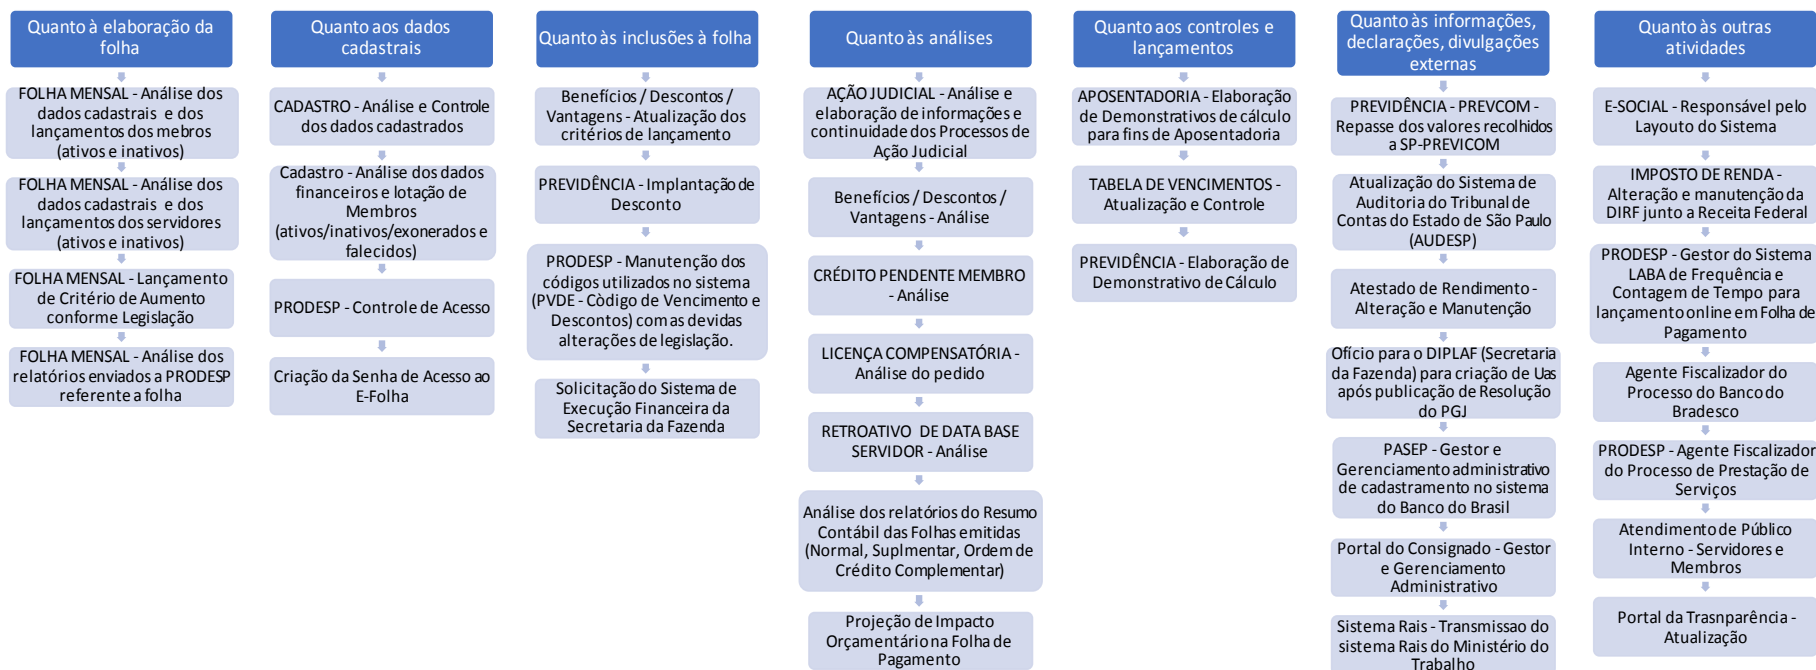 Quanto à elaboração da
folha
FOLHA MENSAL - Análise dos
dados cadastrais e dos
lançamentos dos mebros
(ativos e inativos)
FOLHA MENSAL - Análise dos
dados cadastrais e dos
lançamentos dos servidores
(ativos e inativos)
FOLHA MENSAL - Lançamento
de Critério de Aumento
conforme Legislação
FOLHA MENSAL - Análise dos
relatórios enviados a PRODESP
referente a folha
Quanto aos dados
cadastrais
CADASTRO - Análise e Controle
dos dados cadastrados
Cadastro - Análise dos dados
financeiros e lotação de
Membros
(ativos/inativos/exonerados e
falecidos)
PRODESP - Controle de Acesso
Criação da Senha de Acesso ao
E-Folha
Quanto às inclusões à folha
Benefícios / Descontos /
Vantagens - Atualização dos
critérios de lançamento
PREVIDÊNCIA - Implantação de
Desconto
PRODESP - Manutenção dos
códigos utilizados no sistema
(PVDE - Còdigo de Vencimento e
Descontos) com as devidas
alterações de legislação.
Solicitação do Sistema de
Execução Financeira da
Secretaria da Fazenda
Quanto às análises
AÇÃO JUDICIAL - Análise e
elaboração de informações e
continuidade dos Processos de
Ação Judicial
Benefícios / Descontos /
Vantagens - Análise
CRÉDITO PENDENTE MEMBRO
- Análise
LICENÇA COMPENSATÓRIA -
Análise do pedido
RETROATIVO DE DATA BASE
SERVIDOR - Análise
Análise dos relatórios do Resumo
Contábil das Folhas emitidas
(Normal, Suplmentar, Ordem de
Crédito Complementar)
Projeção de Impacto
Orçamentário na Folha de
Pagamento
Quanto aos controles e
lançamentos
APOSENTADORIA - Elaboração
de Demonstrativos de cálculo
para fins de Aposentadoria
TABELA DE VENCIMENTOS -
Atualização e Controle
PREVIDÊNCIA - Elaboração de
Demonstrativo de Cálculo
Quanto às informações,
declarações, divulgações
externas
PREVIDÊNCIA - PREVCOM -
Repasse dos valores recolhidos
a SP-PREVICOM
Atualização do Sistema de
Auditoria do Tribunal de
Contas do Estado de São Paulo
(AUDESP)
Atestado de Rendimento -
Alteração e Manutenção
Ofício para o DIPLAF (Secretaria
da Fazenda) para criação de Uas
após publicação de Resolução
do PGJ
PASEP - Gestor e
Gerenciamento administrativo
de cadastramento no sistema
do Banco do Brasil
Portal do Consignado - Gestor
e Gerenciamento
Administrativo
Sistema Rais - Transmissao do
sistema Rais do Ministério do
Trabalho
Quanto às outras
atividades
E-SOCIAL - Responsável pelo
Layouto do Sistema
IMPOSTO DE RENDA -
Alteração e manutenção da
DIRF junto a Receita Federal
PRODESP - Gestor do Sistema
LABA de Frequência e
Contagem de Tempo para
lançamento online em Folha de
Pagamento
Agente Fiscalizador do
Processo do Banco do
Bradesco
PRODESP - Agente Fiscalizador
do Processo de Prestação de
Serviços
Atendimento de Público
Interno - Servidores e
Membros
Portal da Trasnparência -
Atualização